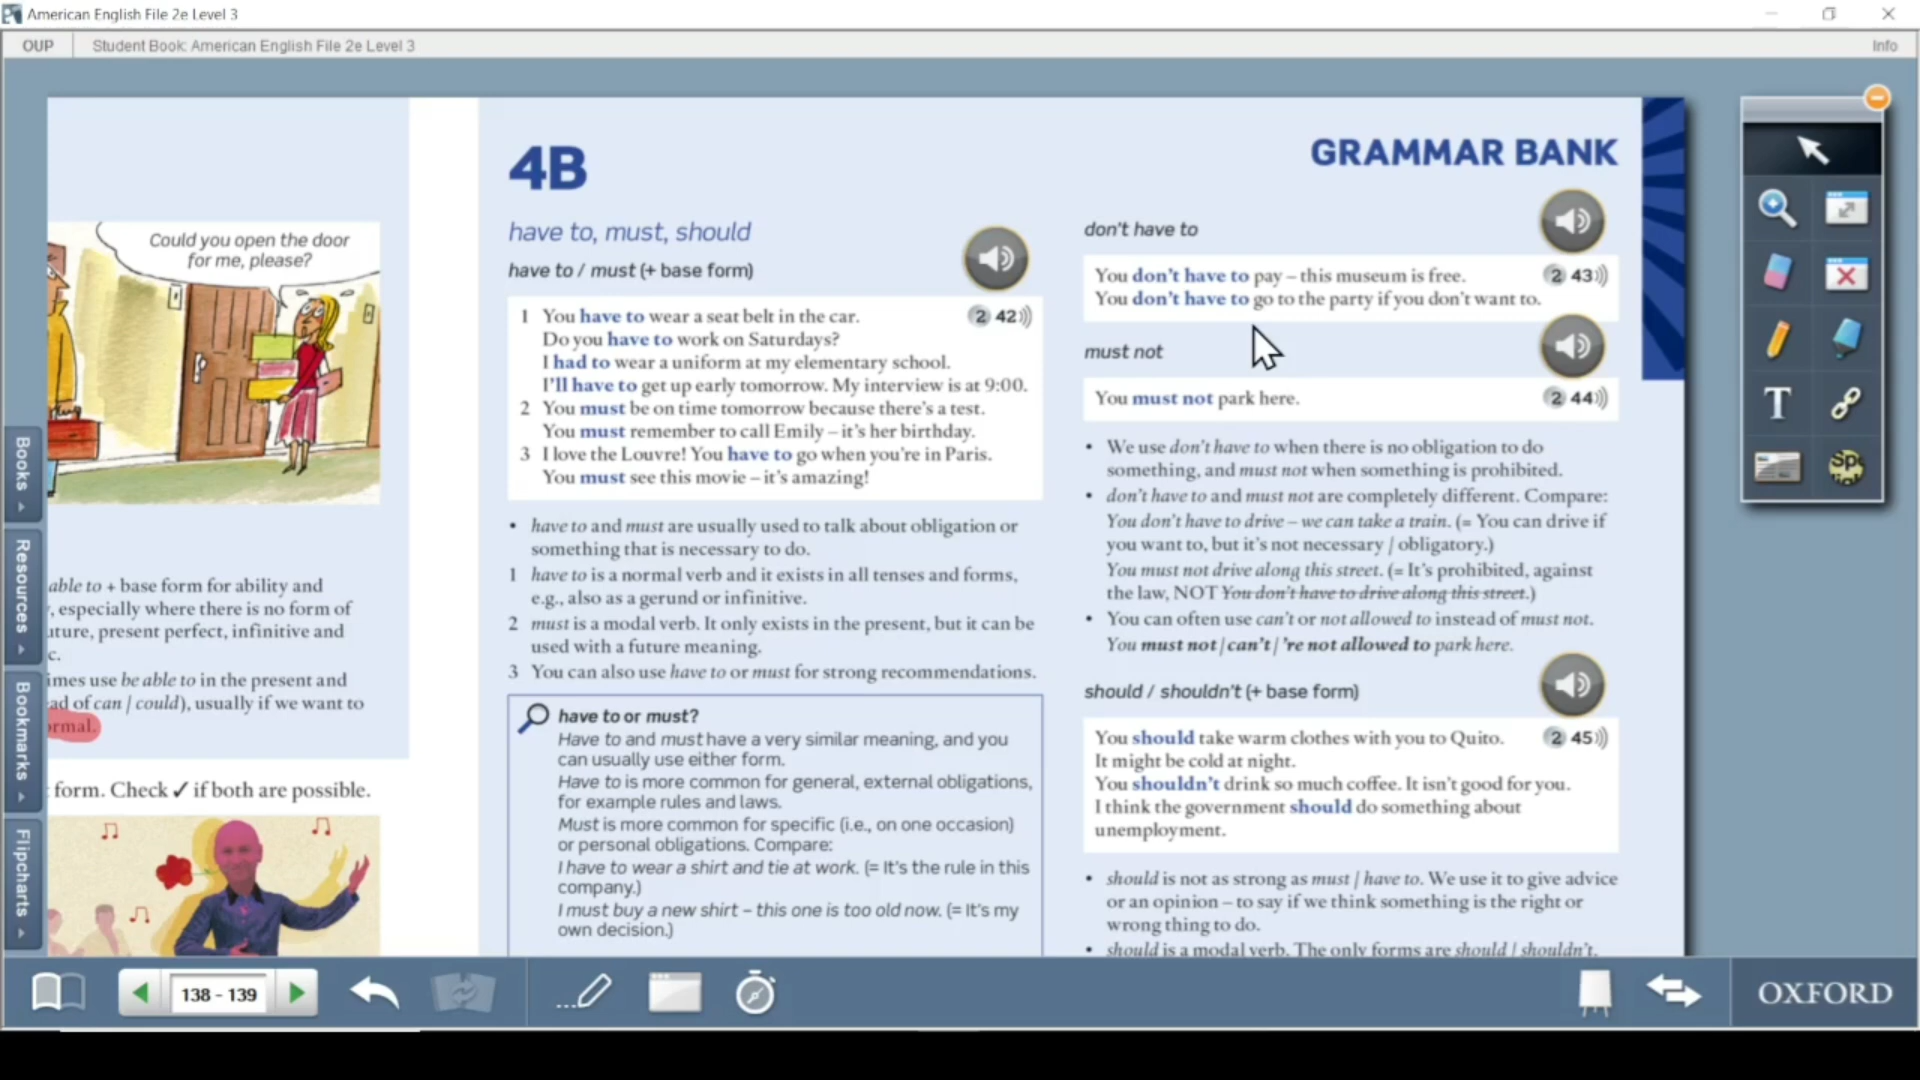 American English File 2e Level 3
OUP
Student Book: American English File 2e Level 3
Info
Could you open the door
for me, please?
able to + base form for ability and
, especially where there is no form of
uture, present perfect, infinitive and
c.
imes use be able to in the present and
ad of can / could), usually if we want to
ormal.
form. Check ✓ if both are possible.
4B
have to, must, should
have to / must (+ base form)
2 42
1 You have to wear a seat belt in the car.
Do you have to work on Saturdays?
I had to wear a uniform at my elementary school.
I'll have to get up early tomorrow. My interview is at 9:00.
2 You must be on time tomorrow because there's a test.
You must remember to call Emily – it's her birthday.
3 I love the Louvre! You have to go when you're in Paris.
You must see this movie – it's amazing!
• have to and must are usually used to talk about obligation or
something that is necessary to do.
1 have to is a normal verb and it exists in all tenses and forms,
e.g., also as a gerund or infinitive.
2 must is a modal verb. It only exists in the present, but it can be
used with a future meaning.
3 You can also use have to or must for strong recommendations.
have to or must?
Have to and must have a very similar meaning, and you
can usually use either form.
Have to is more common for general, external obligations,
for example rules and laws.
Must is more common for specific (i.e., on one occasion)
or personal obligations. Compare:
I have to wear a shirt and tie at work. (= It's the rule in this
company.)
I must buy a new shirt – this one is too old now. (= It's my
own decision.)
GRAMMAR BANK
don't have to
You don't have to pay – this museum is free.
2 43
You don't have to go to the party if you don't want to.
must not
You must not park here.
2 44
• We use don't have to when there is no obligation to do
something, and must not when something is prohibited.
• don't have to and must not are completely different. Compare:
You don't have to drive – we can take a train. (= You can drive if
you want to, but it's not necessary / obligatory.)
You must not drive along this street. (= It's prohibited, against
the law, NOT You don't have to drive along this street.)
• You can often use can't or not allowed to instead of must not.
You must not / can't / 're not allowed to park here.
should / shouldn't (+ base form)
You should take warm clothes with you to Quito.
2 45
It might be cold at night.
You shouldn't drink so much coffee. It isn't good for you.
I think the government should do something about
unemployment.
• should is not as strong as must / have to. We use it to give advice
or an opinion – to say if we think something is the right or
wrong thing to do.
• should is a modal verb. The only forms are should / shouldn't.
Books
Resources
Bookmarks
Flipcharts
T
138 - 139
OXFORD